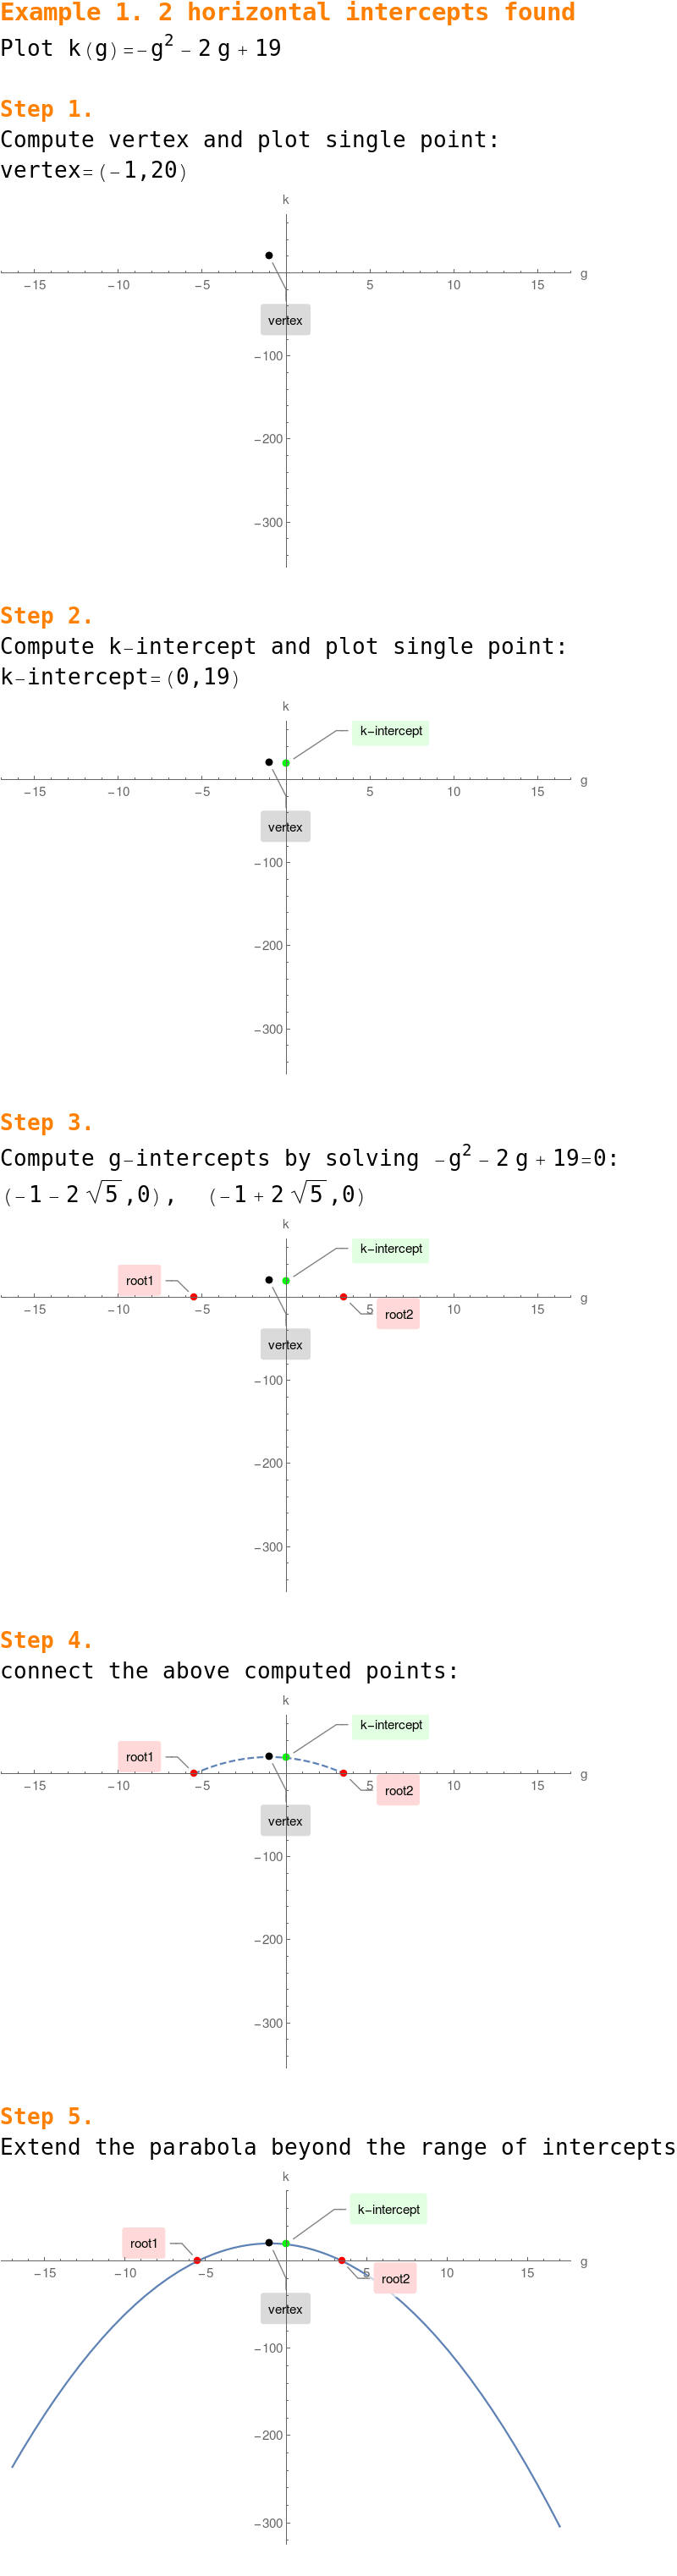 Example 1. 2 horizontal intercepts found
Plot k(g)=-g² - 2 g + 19
Step 1.
Compute vertex and plot single point:
vertex=(-1,20)
k
g
-15 -10 -5 5 10 15
vertex
-100
-200
-300
Step 2.
Compute k-intercept and plot single point:
k-intercept=(0,19)
k
k-intercept
g
-15 -10 -5 5 10 15
vertex
-100
-200
-300
Step 3.
Compute g-intercepts by solving -g² - 2 g + 19=0:
(-1 - 2 √5 ,0), (-1 + 2 √5 ,0)
k
k-intercept
root1
g
-15 -10 -5 5 10 15
root2
vertex
-100
-200
-300
Step 4.
connect the above computed points:
k
k-intercept
root1
g
-15 -10 -5 5 10 15
root2
vertex
-100
-200
-300
Step 5.
Extend the parabola beyond the range of intercepts
k
k-intercept
root1
g
-15 -10 -5 5 10 15
root2
vertex
-100
-200
-300